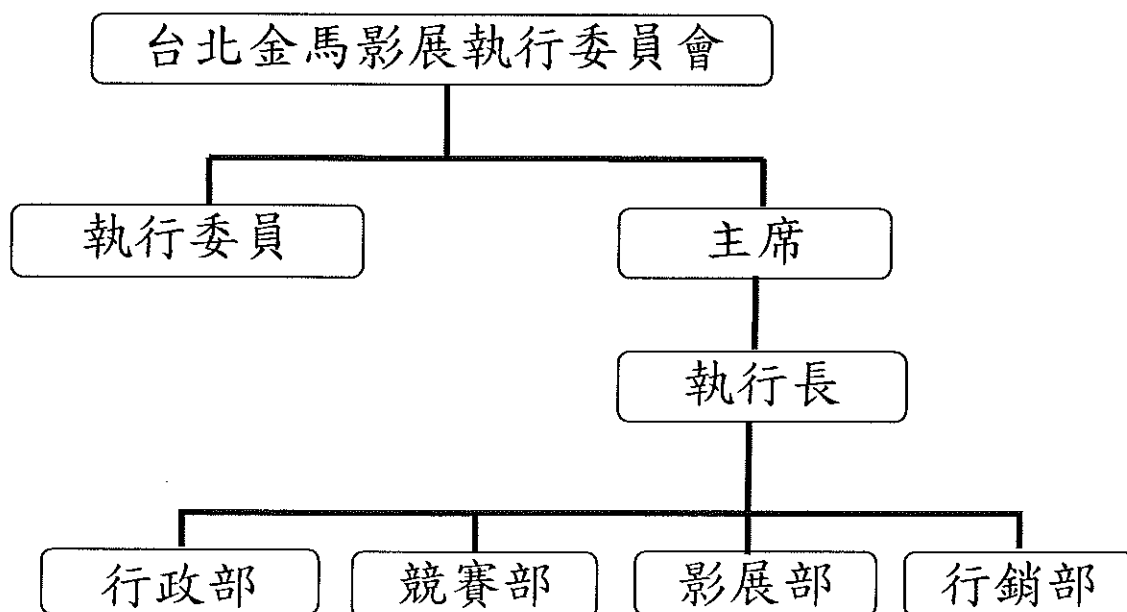 台北金馬影展執行委員會
執行委員
主席
執行長
行政部
競賽部
影展部
行銷部